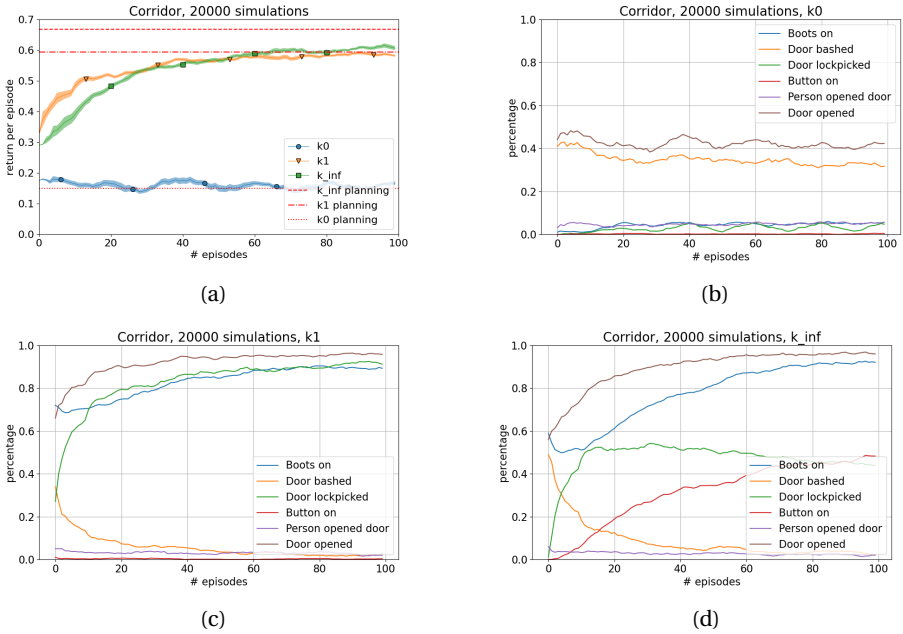 Corridor, 20000 simulations
return per episode
0.7
0.6
0.5
0.4
0.3
0.2
0.1
0.0
0 20 40 60 80 100
# episodes
k0
k1
k_inf
k_inf planning
k1 planning
k0 planning
(a)
Corridor, 20000 simulations, k0
percentage
1.0
0.8
0.6
0.4
0.2
0.0
0 20 40 60 80 100
# episodes
Boots on
Door bashed
Door lockpicked
Button on
Person opened door
Door opened
(b)
Corridor, 20000 simulations, k1
percentage
1.0
0.8
0.6
0.4
0.2
0.0
0 20 40 60 80 100
# episodes
Boots on
Door bashed
Door lockpicked
Button on
Person opened door
Door opened
(c)
Corridor, 20000 simulations, k_inf
percentage
1.0
0.8
0.6
0.4
0.2
0.0
0 20 40 60 80 100
# episodes
Boots on
Door bashed
Door lockpicked
Button on
Person opened door
Door opened
(d)